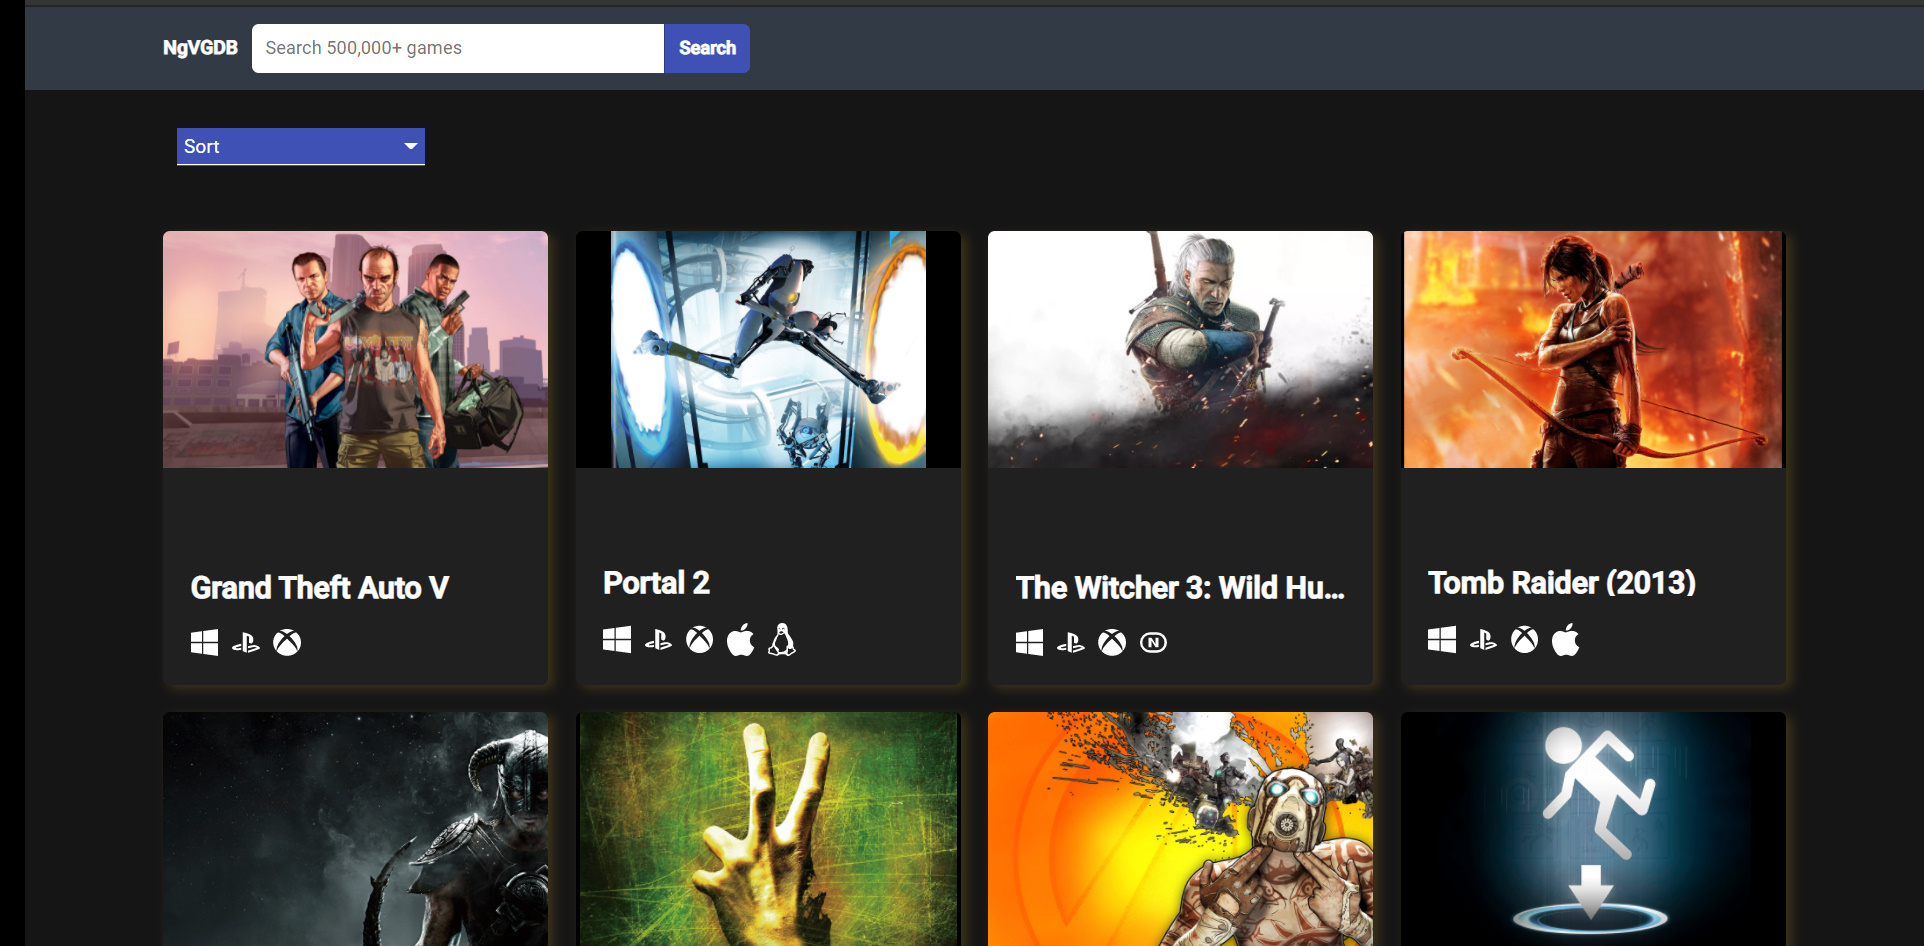 NgVGDB
Search 500,000+ games
Search
Sort
Grand Theft Auto V
Portal 2
The Witcher 3: Wild Hu...
Tomb Raider (2013)
N